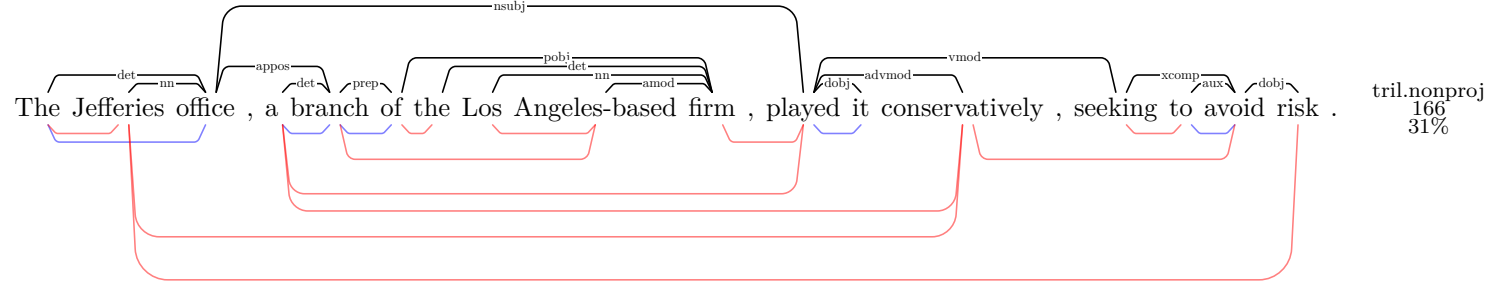 nsubj
pobj
det
vmod
appos
nn
det
nn
det
prep
amod
dobj
advmod
xcomp
aux
dobj
The Jefferies office , a branch of the Los Angeles-based firm , played it conservatively , seeking to avoid risk .
tril.nonproj
166
31%